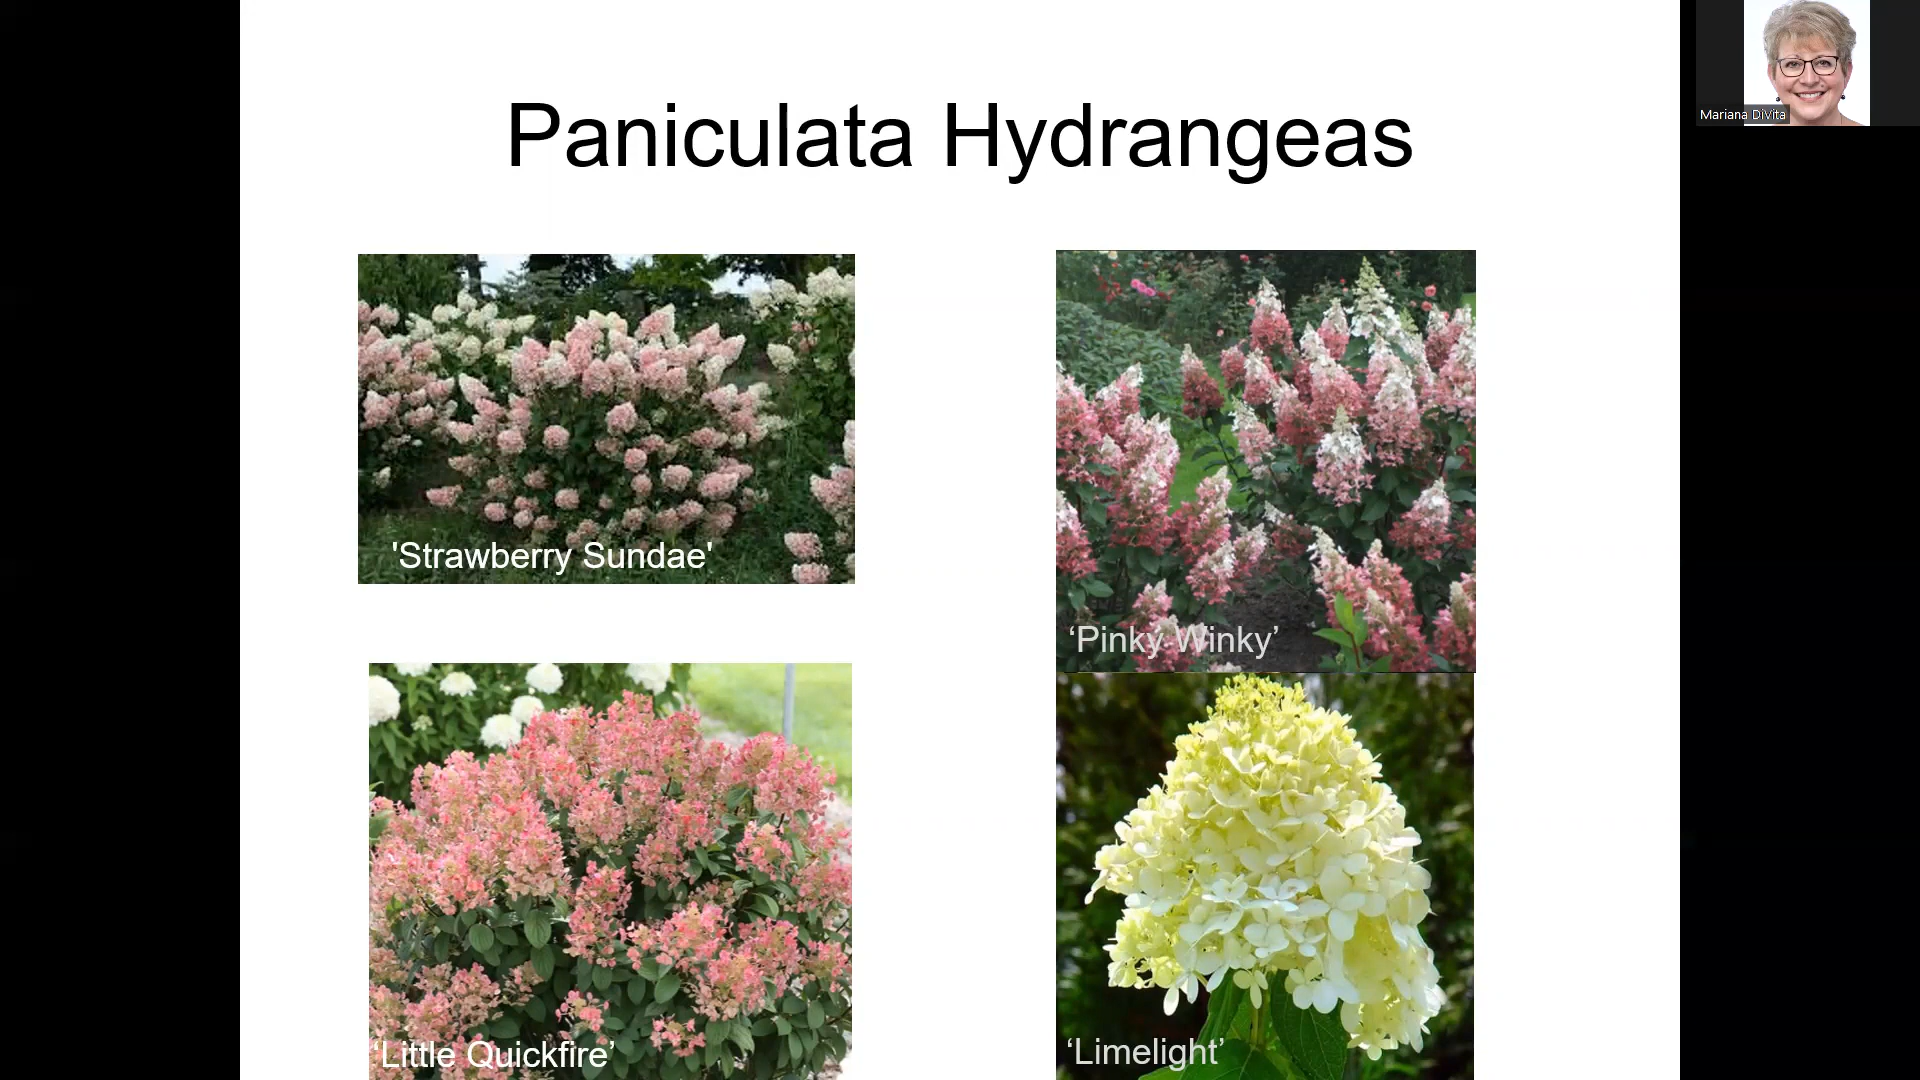 Paniculata Hydrangeas
Mariana DiVita
'Strawberry Sundae'
‘Pinky Winky’
‘Little Quickfire’
‘Limelight’